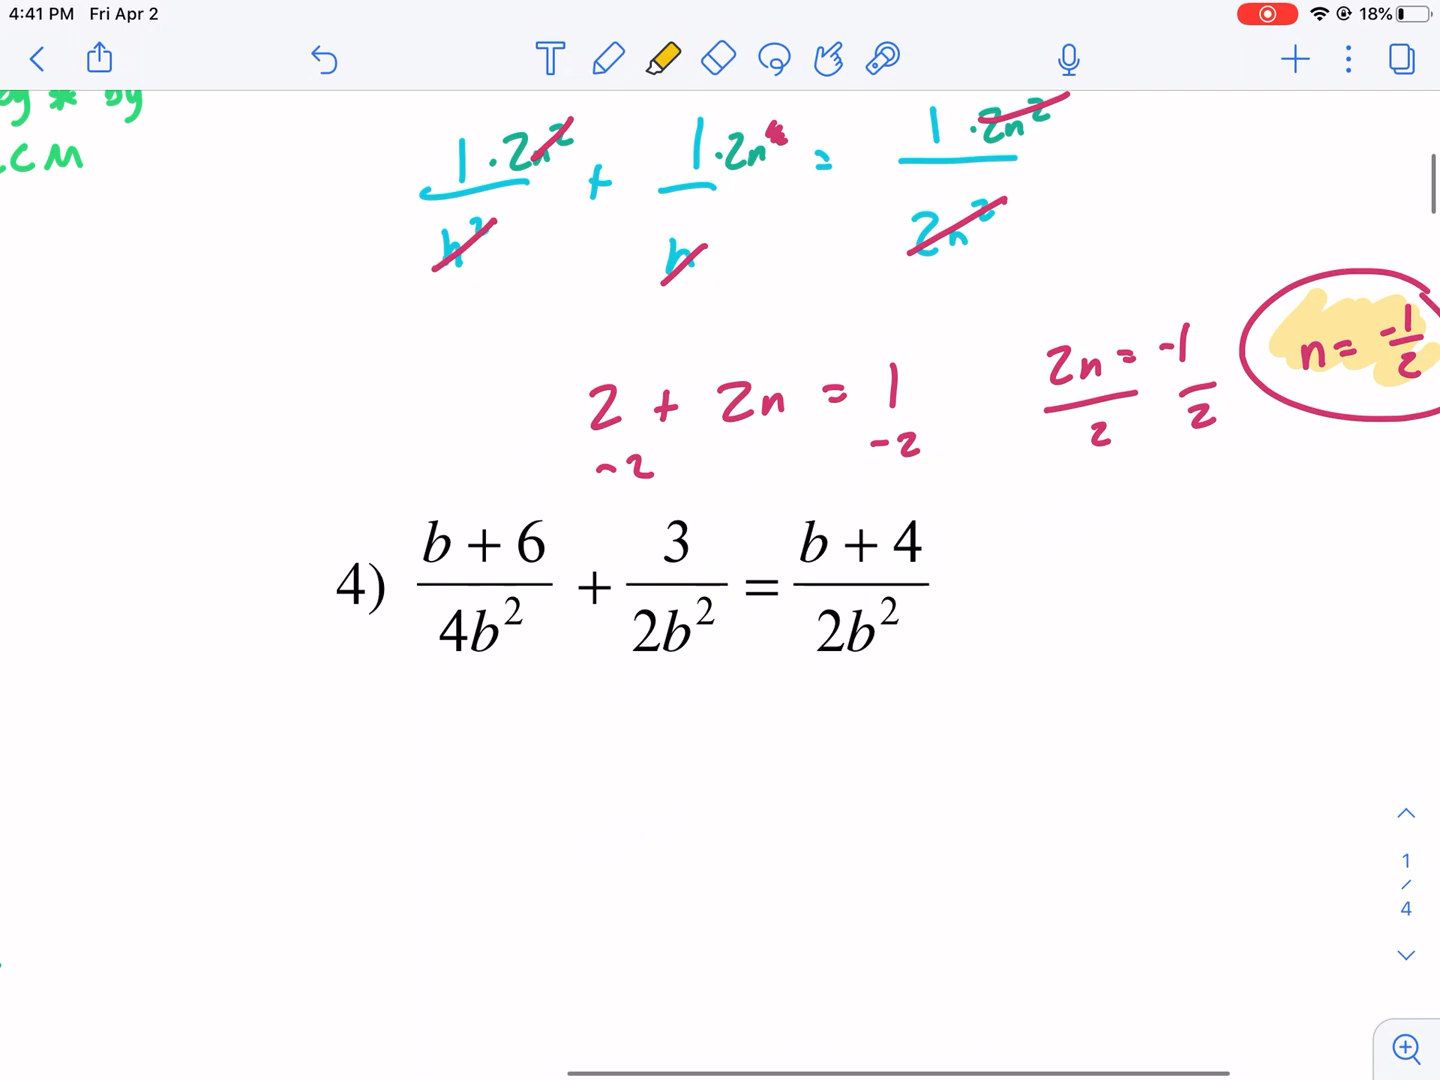 4:41 PM Fri Apr 2 18%
by
CM
1 · 2n² / n² + 1 · 2n / n = 1 · 2n² / 2n²
2 + 2n = 1
-2 -2
2n = -1
2 2
n = -1/2
4) (b + 6)/(4b²) + 3/(2b²) = (b + 4)/(2b²)
1
/
4